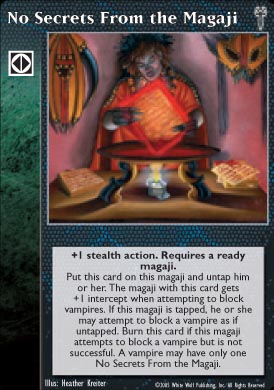 No Secrets From the Magaji
+1 stealth action. Requires a ready
magaji.
Put this card on this magaji and untap him
or her. The magaji with this card gets
+1 intercept when attempting to block
vampires. If this magaji is tapped, he or she
may attempt to block a vampire as if
untapped. Burn this card if this magaji
attempts to block a vampire but is not
successful. A vampire may have only one
No Secrets From the Magaji.
Illus: Heather Kreiter
©2005 White Wolf Publishing, Inc. All Rights Reserved